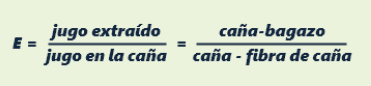 E = jugo extraído / jugo en la caña = caña-bagazo / caña - fibra de caña